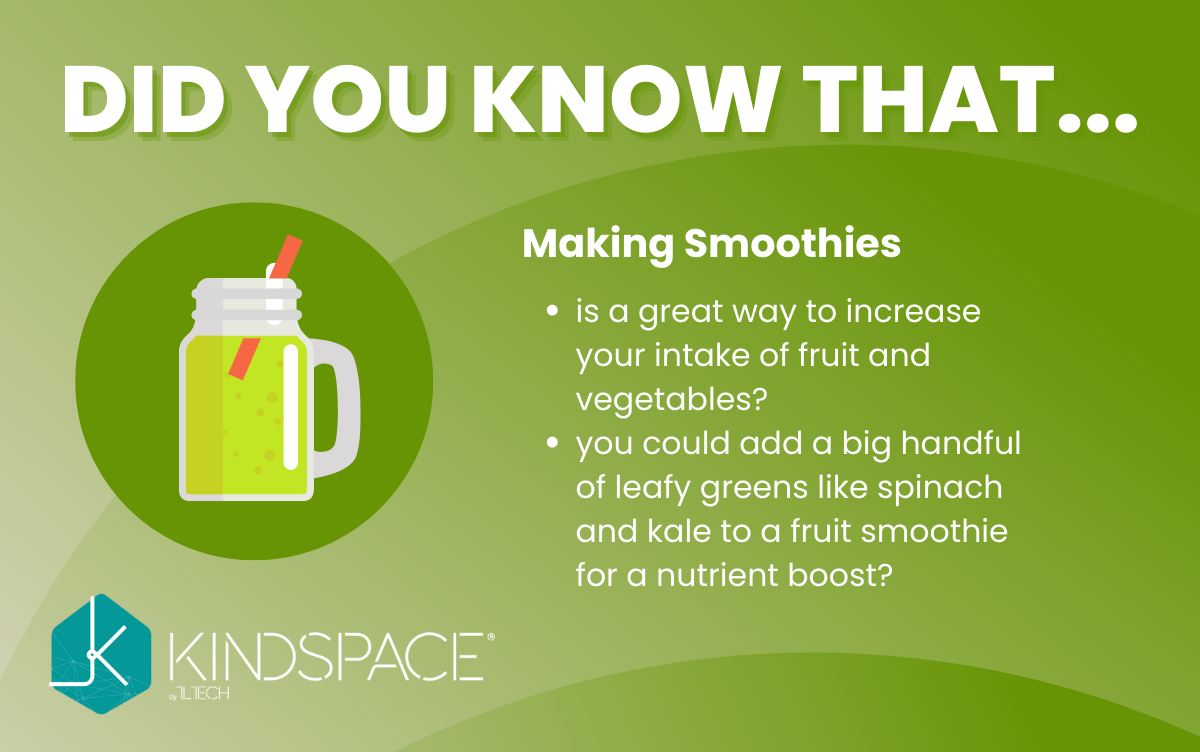 DID YOU KNOW THAT...
Making Smoothies
• is a great way to increase
your intake of fruit and
vegetables?
• you could add a big handful
of leafy greens like spinach
and kale to a fruit smoothie
for a nutrient boost?
KINDSPACE®
by TLTECH